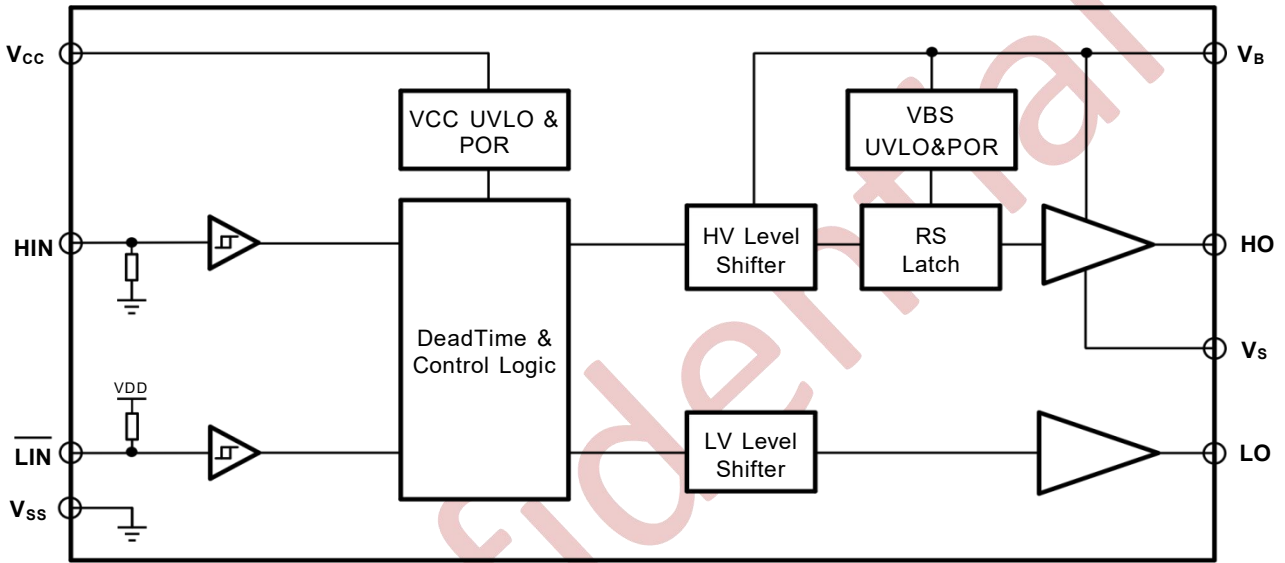 VCC
VB
VCC UVLO &
POR
VBS
UVLO&POR
HIN
HV Level
Shifter
RS
Latch
HO
DeadTime &
Control Logic
VS
VDD
LIN
LV Level
Shifter
LO
VSS
fidential